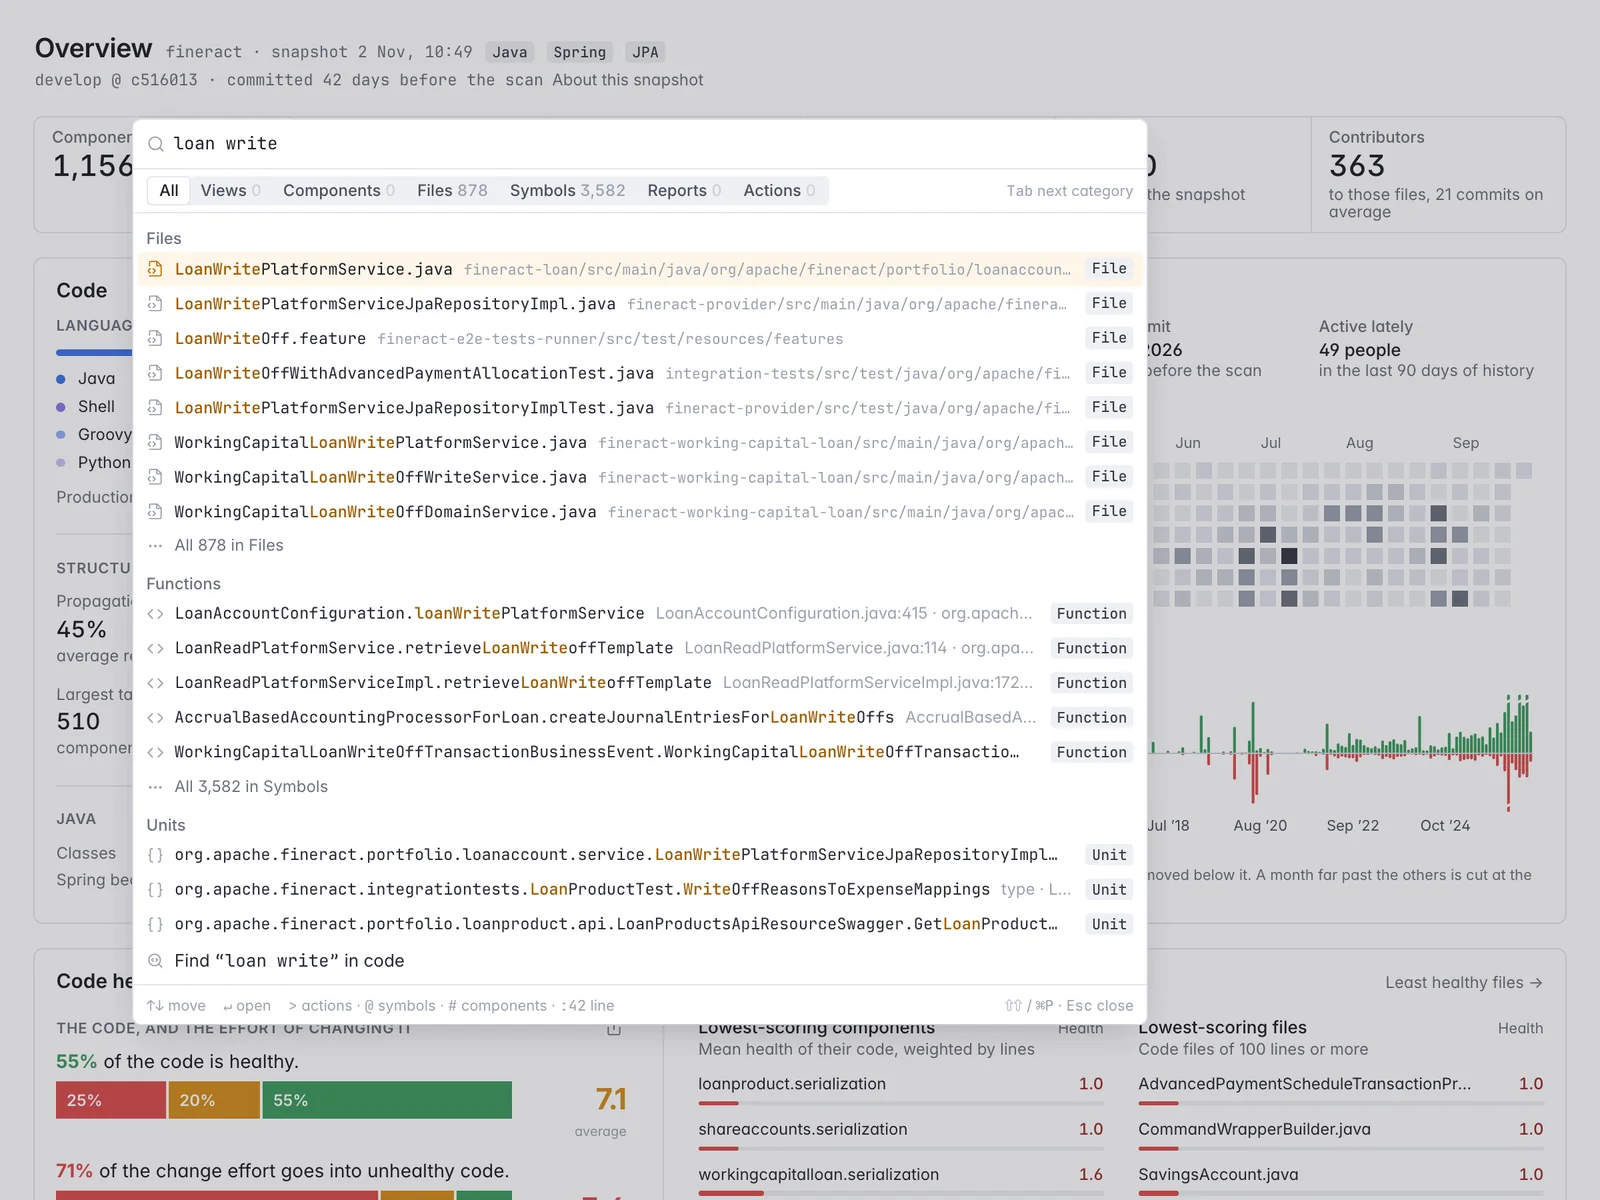 Overview fineract · snapshot 2 Nov, 10:49 Java Spring JPA
develop @ c516013 · committed 42 days before the scan About this snapshot
Componen
1,156
the snapshot
Contributors
363
to those files, 21 commits on
average
loan write
All Views 0 Components 0 Files 878 Symbols 3,582 Reports 0 Actions 0 Tab next category
Files
LoanWritePlatformService.java fineract-loan/src/main/java/org/apache/fineract/portfolio/loanaccoun… File
LoanWritePlatformServiceJpaRepositoryImpl.java fineract-provider/src/main/java/org/apache/finera… File
LoanWriteOff.feature fineract-e2e-tests-runner/src/test/resources/features File
LoanWriteOffWithAdvancedPaymentAllocationTest.java integration-tests/src/test/java/org/apache/fi… File
LoanWritePlatformServiceJpaRepositoryImplTest.java fineract-provider/src/test/java/org/apache/fi… File
WorkingCapitalLoanWritePlatformService.java fineract-working-capital-loan/src/main/java/org/apach… File
WorkingCapitalLoanWriteOffWriteService.java fineract-working-capital-loan/src/main/java/org/apach… File
WorkingCapitalLoanWriteOffDomainService.java fineract-working-capital-loan/src/main/java/org/apac… File
… All 878 in Files
Functions
LoanAccountConfiguration.loanWritePlatformService LoanAccountConfiguration.java:415 · org.apach… Function
LoanReadPlatformService.retrieveLoanWriteoffTemplate LoanReadPlatformService.java:114 · org.apa… Function
LoanReadPlatformServiceImpl.retrieveLoanWriteoffTemplate LoanReadPlatformServiceImpl.java:172… Function
AccrualBasedAccountingProcessorForLoan.createJournalEntriesForLoanWriteOffs AccrualBasedA… Function
WorkingCapitalLoanWriteOffTransactionBusinessEvent.WorkingCapitalLoanWriteOffTransactio… Function
… All 3,582 in Symbols
Units
org.apache.fineract.portfolio.loanaccount.service.LoanWritePlatformServiceJpaRepositoryImpl… Unit
org.apache.fineract.integrationtests.LoanProductTest.WriteOffReasonsToExpenseMappings type · L… Unit
org.apache.fineract.portfolio.loanproduct.api.LoanProductsApiResourceSwagger.GetLoanProduct… Unit
Find “loan write” in code
↑↓ move ↵ open > actions · @ symbols · # components · :42 line ⇧⇧ / ⌘P · Esc close
Code
LANGUAG
Java
Shell
Groovy
Python
Production
STRUCTU
Propagati
45%
average re
Largest ta
510
componen
JAVA
Classes
Spring bea
mit
2026
before the scan
Active lately
49 people
in the last 90 days of history
Jun Jul Aug Sep
Jul ’18 Aug ’20 Sep ’22 Oct ’24
moved below it. A month far past the others is cut at the
Code he
Least healthy files →
THE CODE, AND THE EFFORT OF CHANGING IT
55% of the code is healthy.
25% 20% 55%
7.1
average
71% of the change effort goes into unhealthy code.
Lowest-scoring components Health
Mean health of their code, weighted by lines
loanproduct.serialization 1.0
shareaccounts.serialization 1.0
workingcapitalloan.serialization 1.6
Lowest-scoring files Health
Code files of 100 lines or more
AdvancedPaymentScheduleTransactionPr… 1.0
CommandWrapperBuilder.java 1.0
SavingsAccount.java 1.0